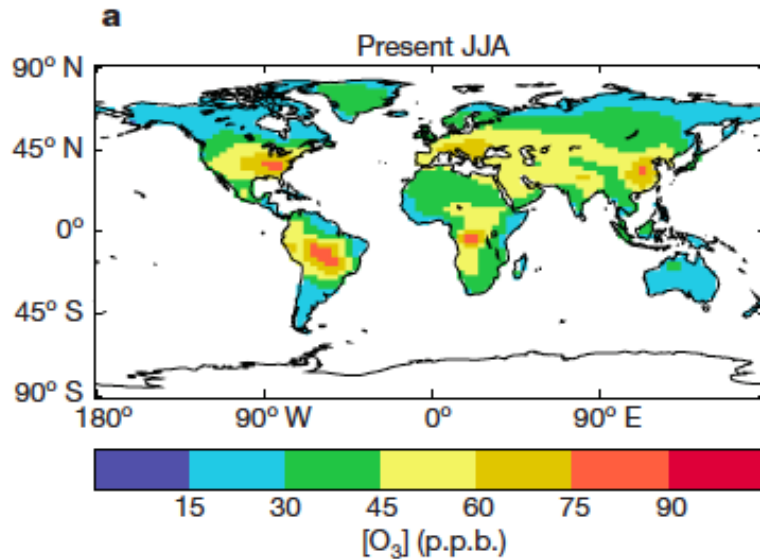 a
Present JJA
90° N
45° N
0°
45° S
90° S
180° 90° W 0° 90° E
15 30 45 60 75 90
[O₃] (p.p.b.)